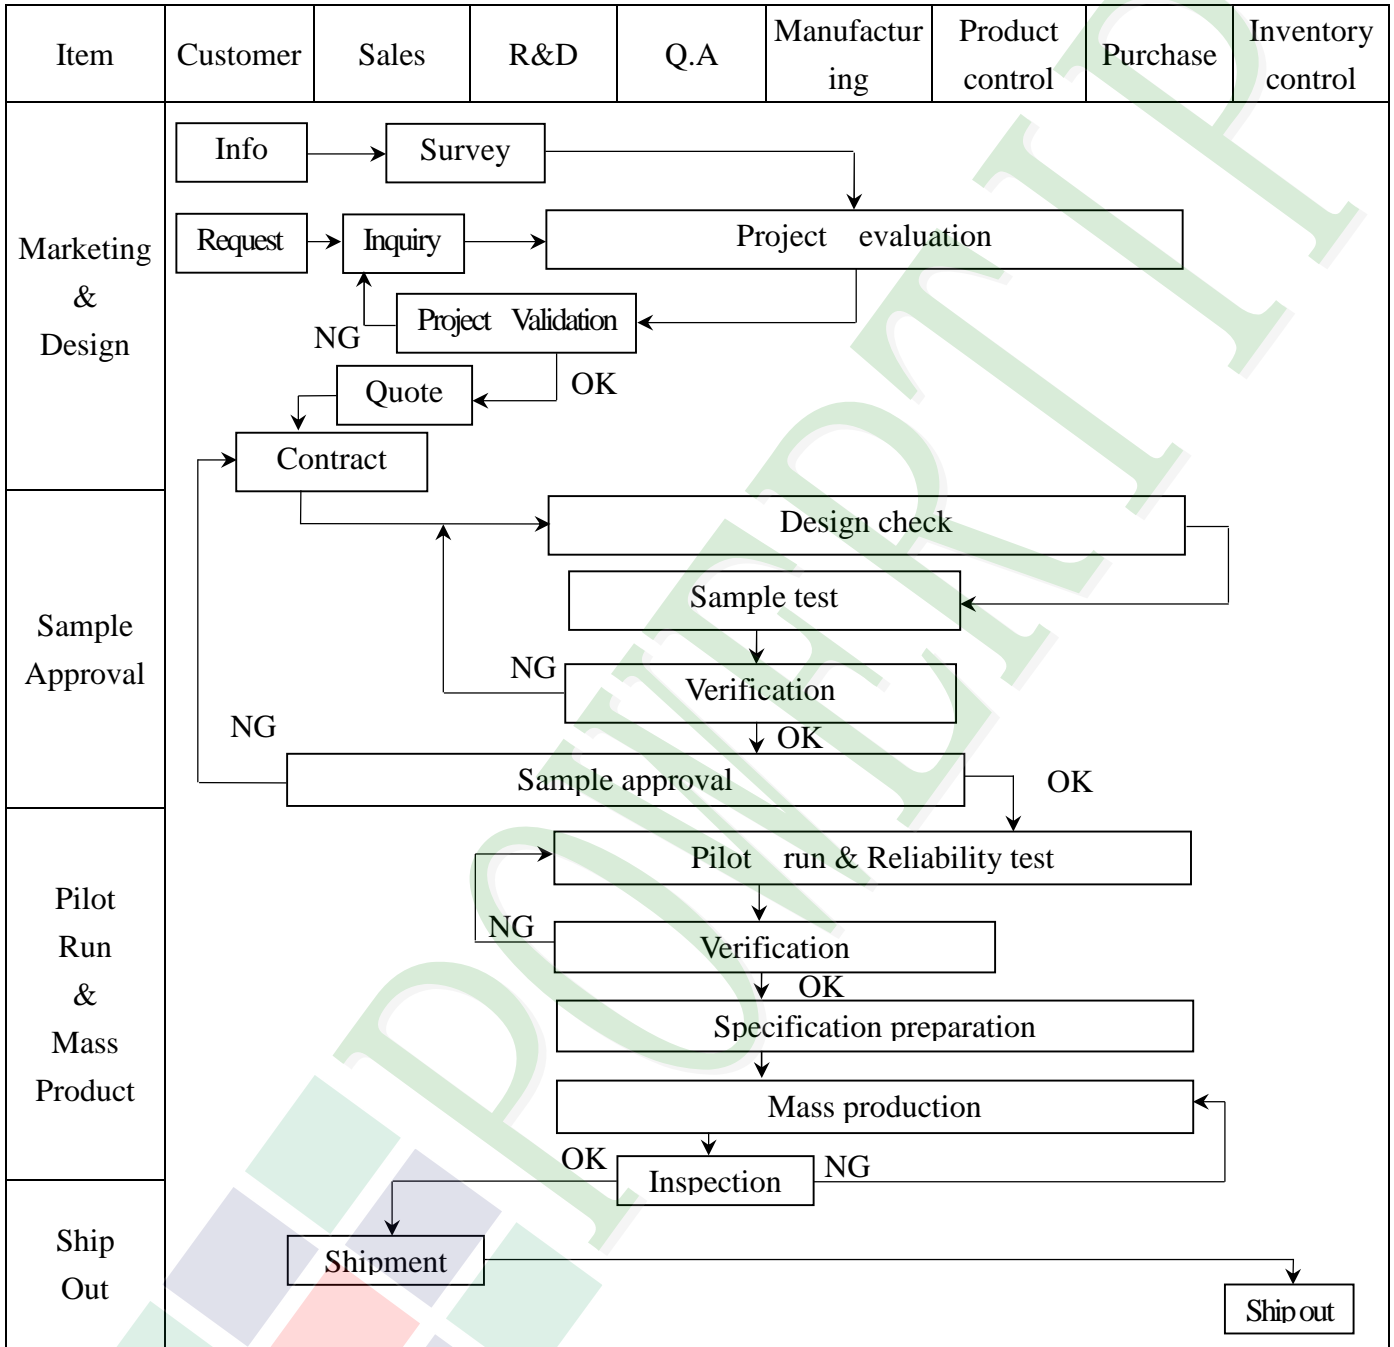 Item
Customer
Sales
R&D
Q.A
Manufactur
ing
Product
control
Purchase
Inventory
control
Marketing
&
Design
Info
Survey
Request
Inquiry
Project evaluation
NG
Project Validation
Quote
OK
Contract
Sample
Approval
Design check
Sample test
NG
Verification
NG
OK
Sample approval
OK
Pilot
Run
&
Mass
Product
Pilot run & Reliability test
NG
Verification
OK
Specification preparation
Mass production
OK
Inspection
NG
Ship
Out
Shipment
Ship out
POWERTIP